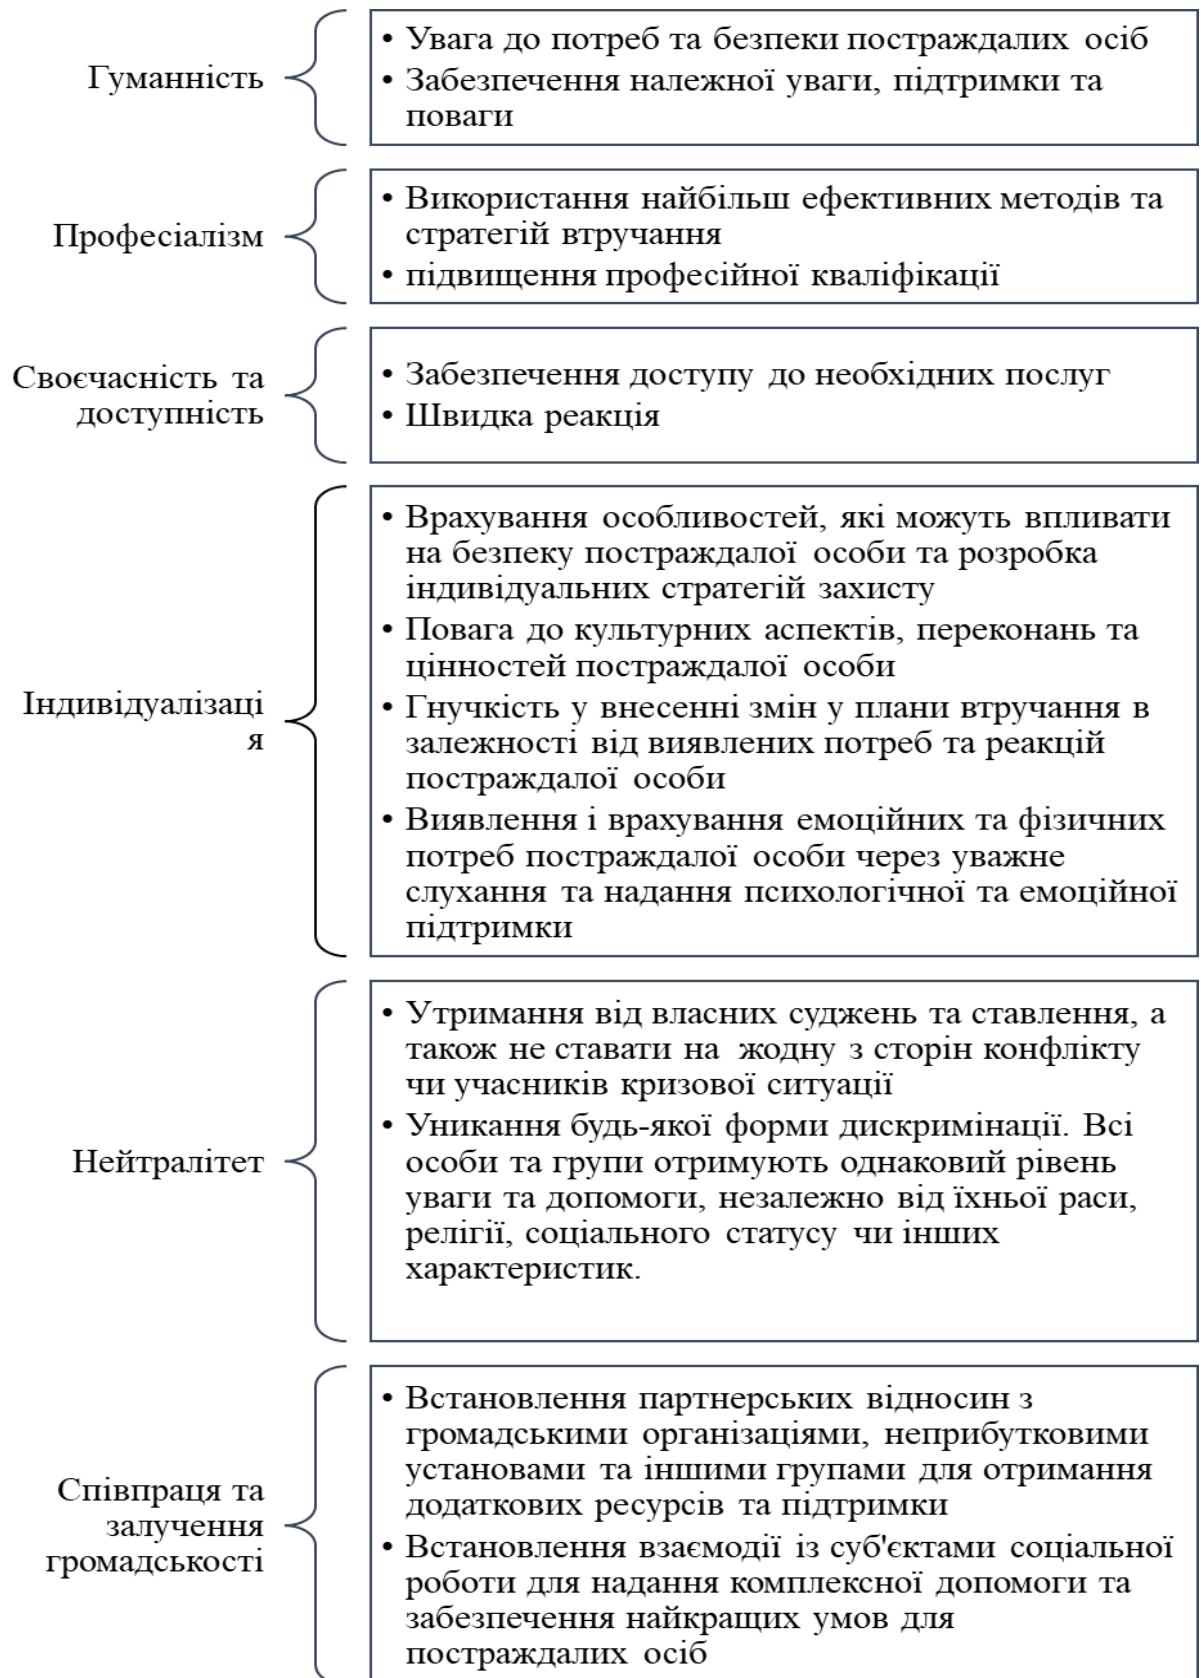 Гуманність
• Увага до потреб та безпеки постраждалих осіб
• Забезпечення належної уваги, підтримки та
поваги
Професіалізм
• Використання найбільш ефективних методів та
стратегій втручання
• підвищення професійної кваліфікації
Своєчасність та
доступність
• Забезпечення доступу до необхідних послуг
• Швидка реакція
Індивідуалізаці
я
• Врахування особливостей, які можуть впливати
на безпеку постраждалої особи та розробка
індивідуальних стратегій захисту
• Повага до культурних аспектів, переконань та
цінностей постраждалої особи
• Гнучкість у внесенні змін у плани втручання в
залежності від виявлених потреб та реакцій
постраждалої особи
• Виявлення і врахування емоційних та фізичних
потреб постраждалої особи через уважне
слухання та надання психологічної та емоційної
підтримки
Нейтралітет
• Утримання від власних суджень та ставлення, а
також не ставати на жодну з сторін конфлікту
чи учасників кризової ситуації
• Уникання будь-якої форми дискримінації. Всі
особи та групи отримують однаковий рівень
уваги та допомоги, незалежно від їхньої раси,
релігії, соціального статусу чи інших
характеристик.
Співпраця та
залучення
громадськості
• Встановлення партнерських відносин з
громадськими організаціями, неприбутковими
установами та іншими групами для отримання
додаткових ресурсів та підтримки
• Встановлення взаємодії із суб'єктами соціальної
роботи для надання комплексної допомоги та
забезпечення найкращих умов для
постраждалих осіб